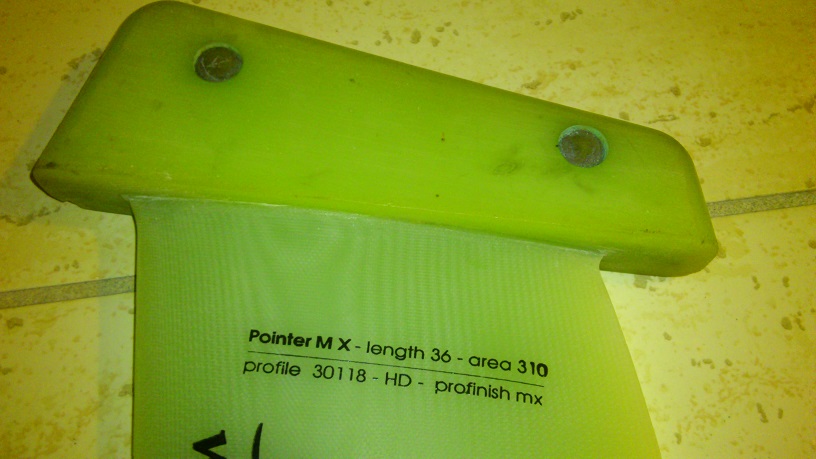 Pointer M X - length 36 - area 310
profile 30118 - HD - profinish mx